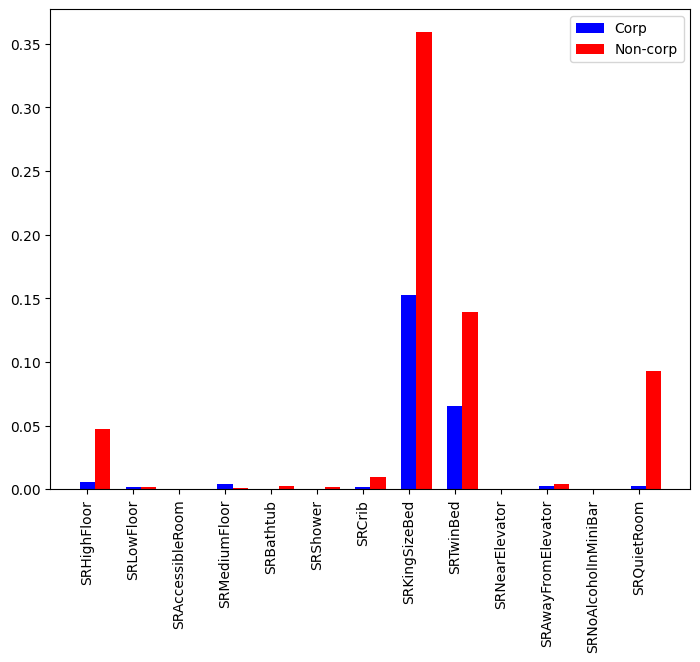 Corp
Non-corp
0.35
0.30
0.25
0.20
0.15
0.10
0.05
0.00
SRHighFloor
SRLowFloor
SRAccessibleRoom
SRMediumFloor
SRBathtub
SRShower
SRCrib
SRKingSizeBed
SRTwinBed
SRNearElevator
SRAwayFromElevator
SRNoAlcoholInMiniBar
SRQuietRoom